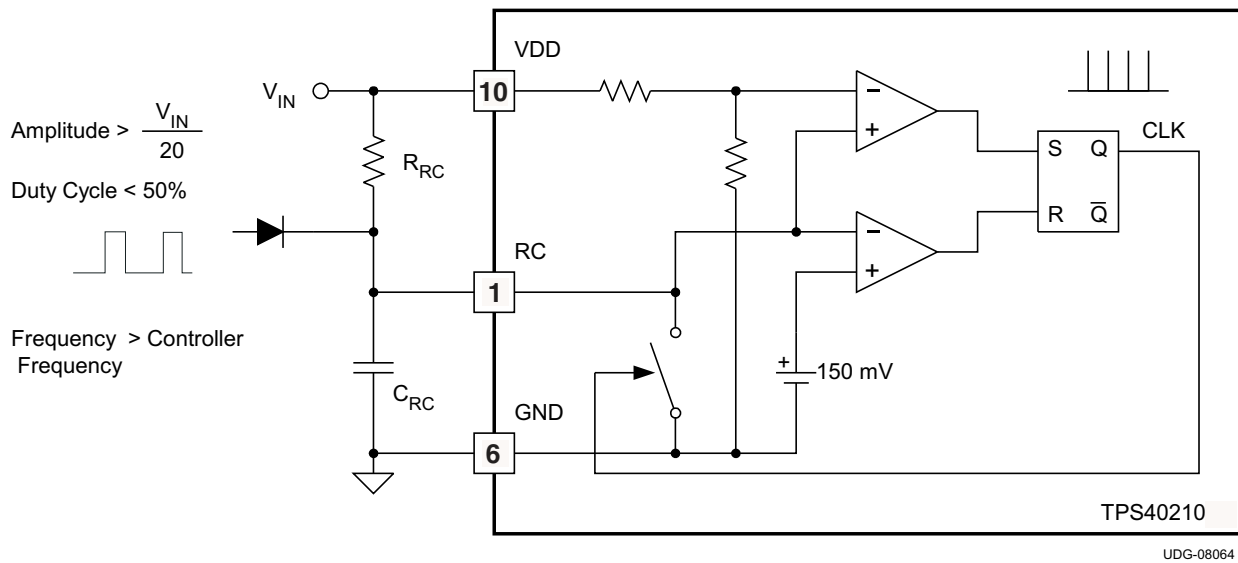 VDD
V_IN
10
Amplitude > V_IN
20
R_RC
CLK
S Q
Duty Cycle < 50%
R Q̅
RC
1
Frequency > Controller
Frequency
+
150 mV
C_RC
GND
6
TPS40210
UDG-08064
−
+
−
+